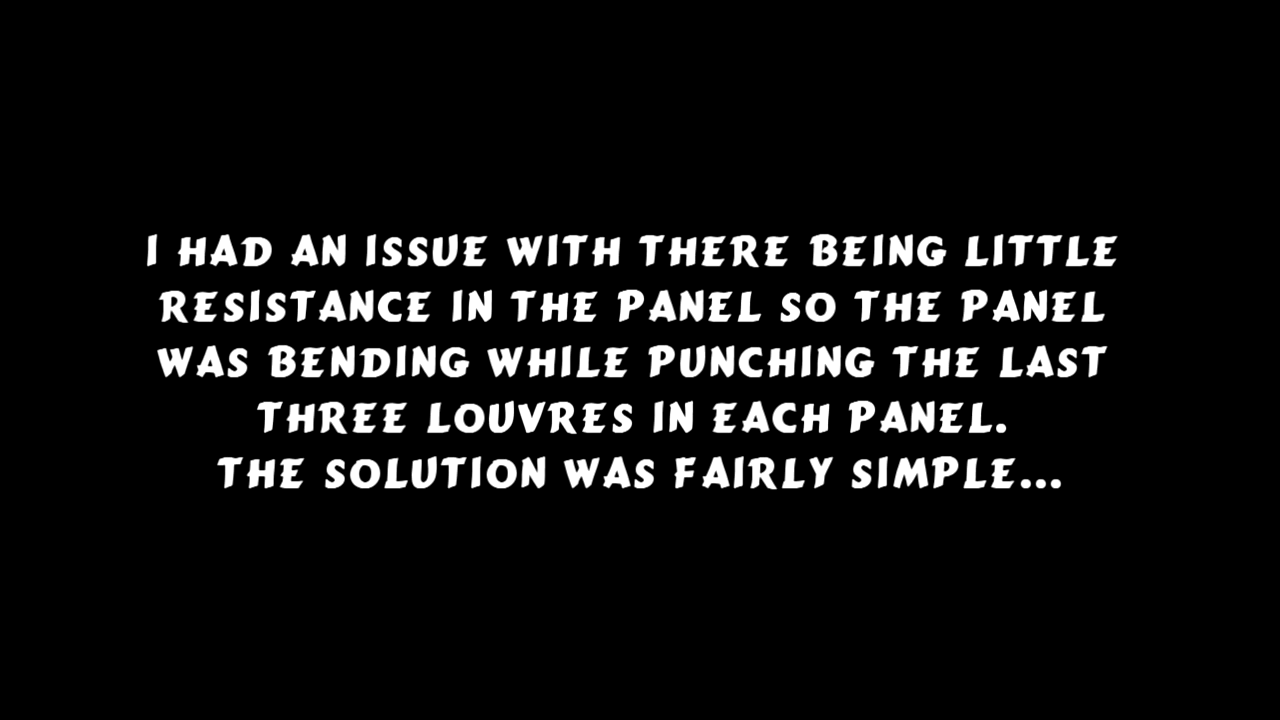 I HAD AN ISSUE WITH THERE BEING LITTLE
RESISTANCE IN THE PANEL SO THE PANEL
WAS BENDING WHILE PUNCHING THE LAST
THREE LOUVRES IN EACH PANEL.
THE SOLUTION WAS FAIRLY SIMPLE...